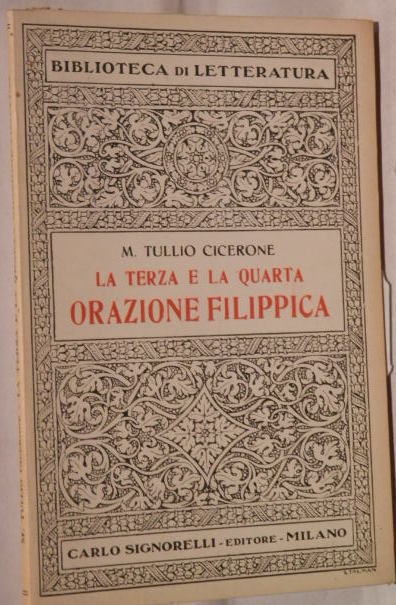 BIBLIOTECA DI LETTERATURA
M. TULLIO CICERONE
LA TERZA E LA QUARTA
ORAZIONE FILIPPICA
CARLO SIGNORELLI - EDITORE - MILANO